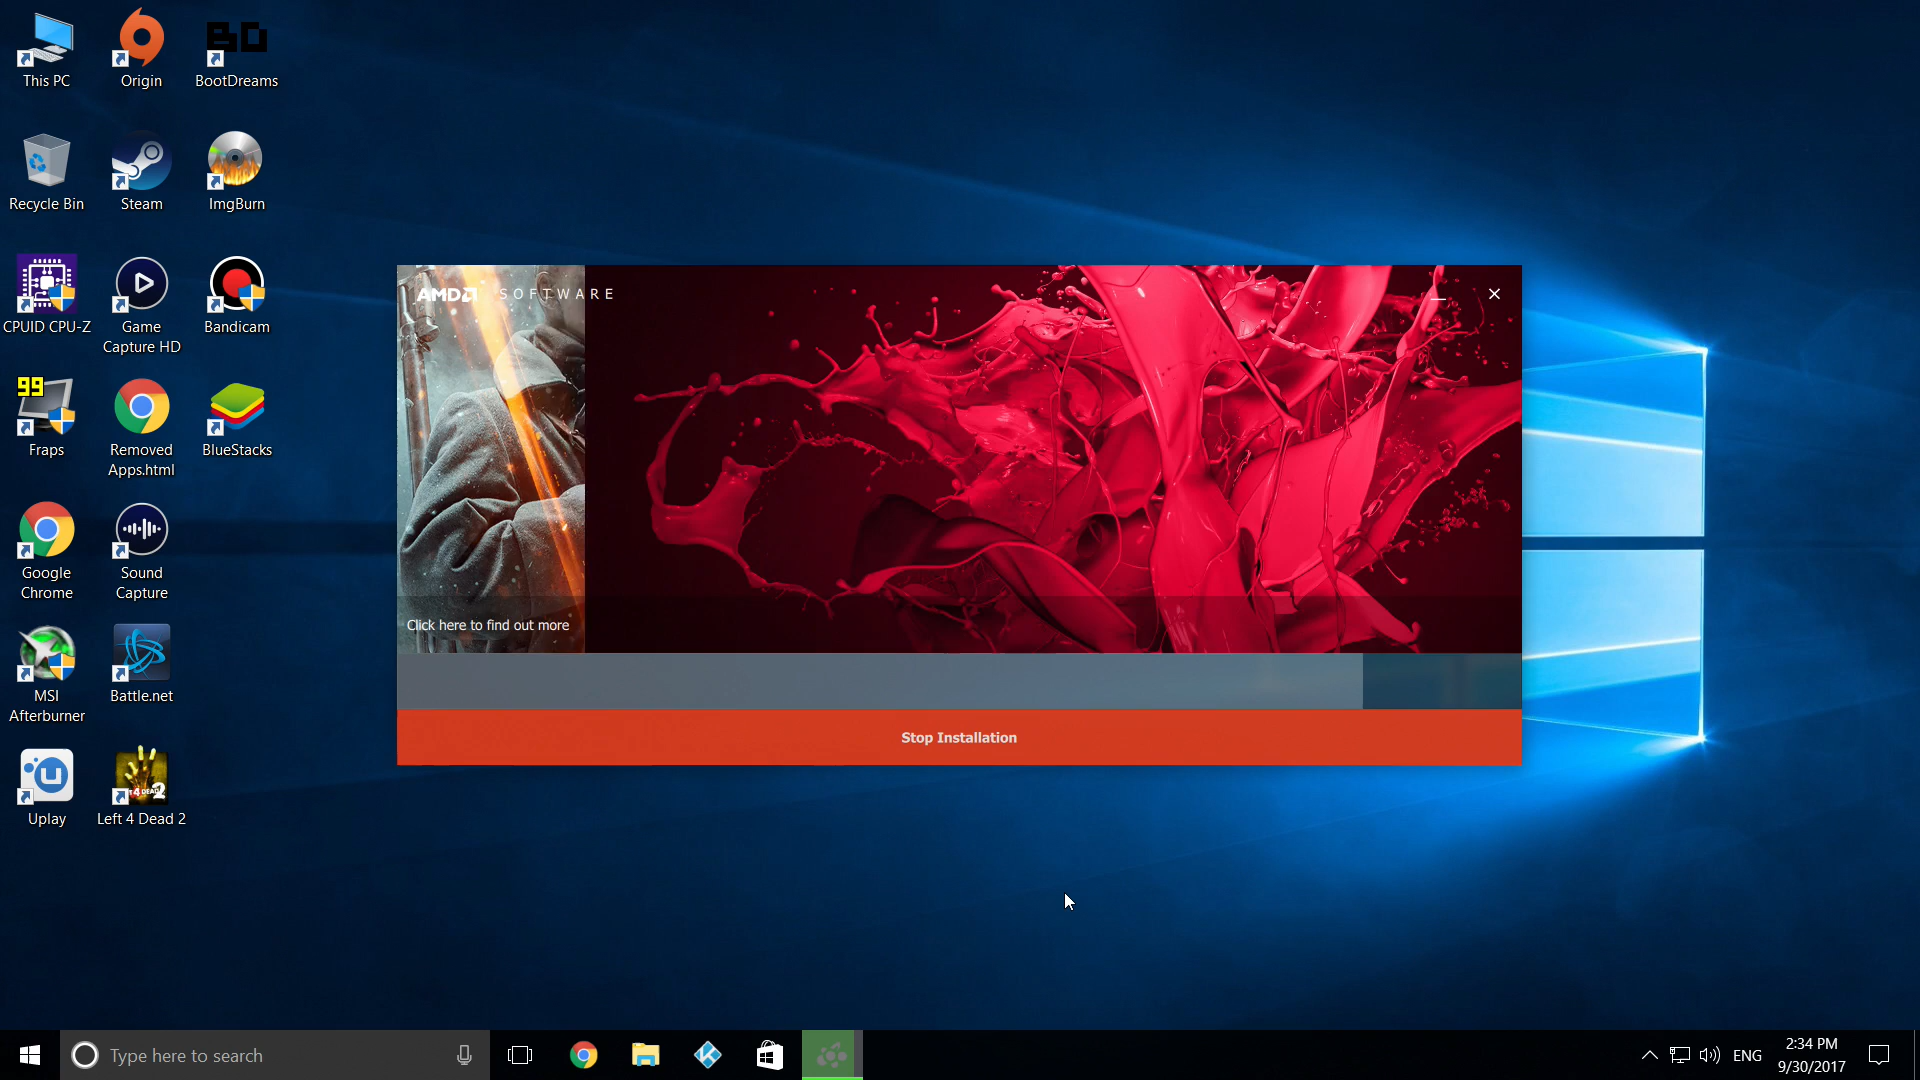 This PC
Origin
BootDreams
Recycle Bin
Steam
ImgBurn
CPUID CPU-Z
Game
Capture HD
Bandicam
99
Fraps
Removed
Apps.html
BlueStacks
Google
Chrome
Sound
Capture
MSI
Afterburner
Battle.net
Uplay
Left 4 Dead 2
AMD SOFTWARE
Click here to find out more
Stop Installation
Type here to search
ENG
2:34 PM
9/30/2017